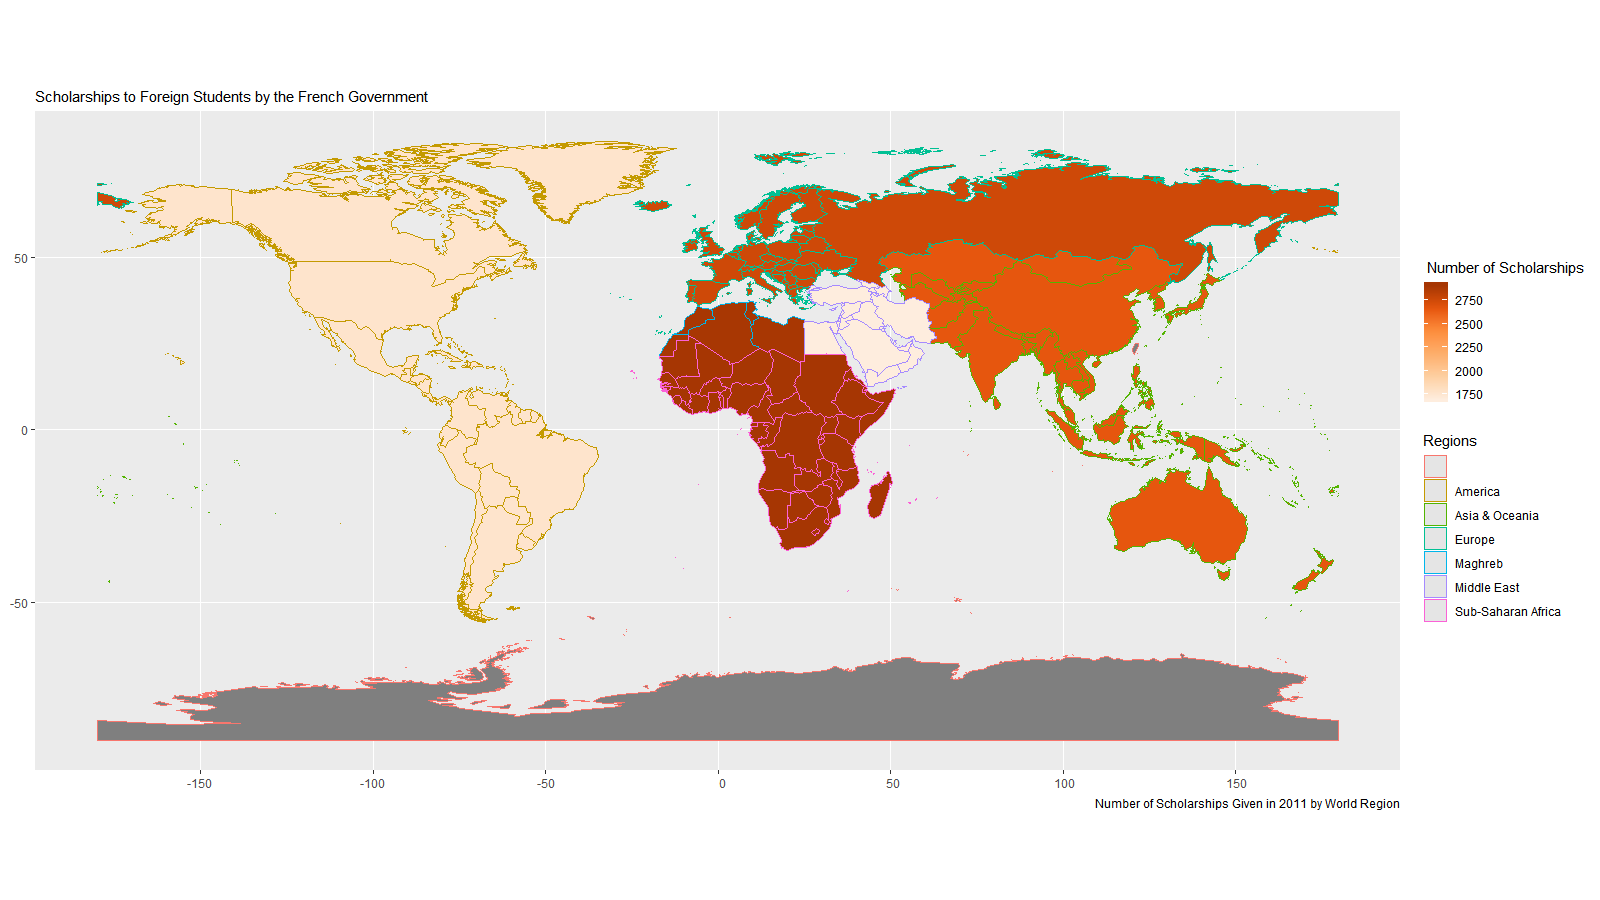 Scholarships to Foreign Students by the French Government
50
0
-50
-150
-100
-50
0
50
100
150
Number of Scholarships Given in 2011 by World Region
Number of Scholarships
2750
2500
2250
2000
1750
Regions
America
Asia & Oceania
Europe
Maghreb
Middle East
Sub-Saharan Africa